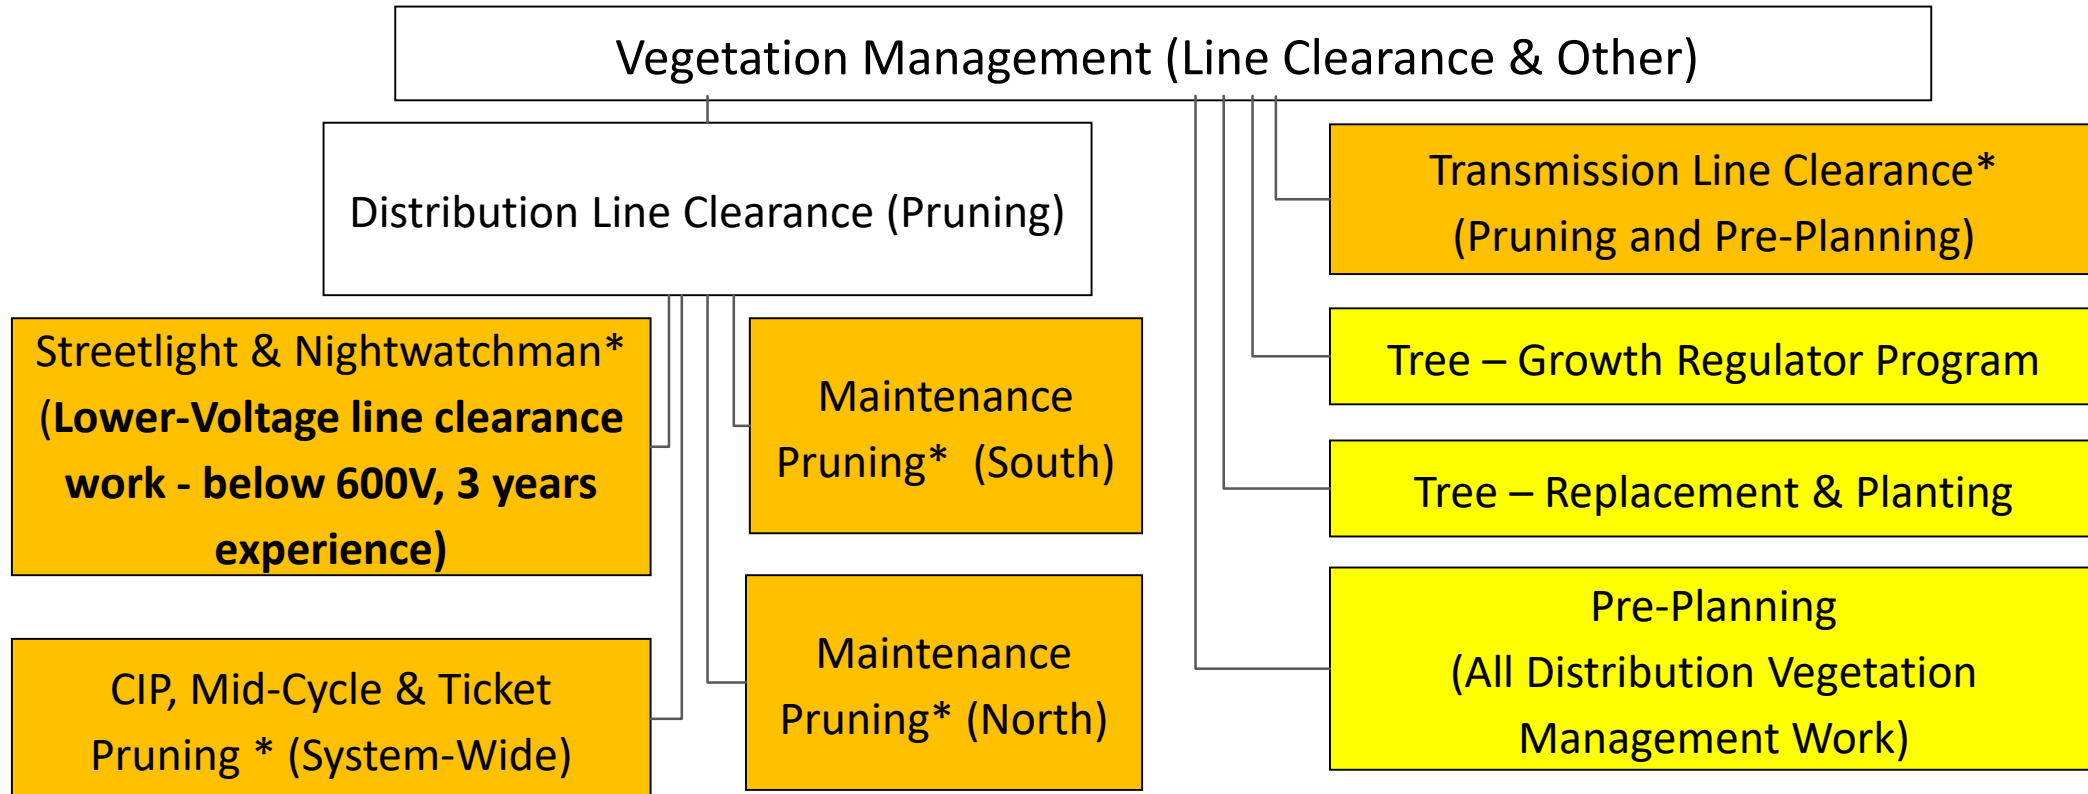 Vegetation Management (Line Clearance & Other)
Distribution Line Clearance (Pruning)
Streetlight & Nightwatchman*
(Lower-Voltage line clearance
work - below 600V, 3 years
experience)
CIP, Mid-Cycle & Ticket
Pruning * (System-Wide)
Maintenance
Pruning*  (South)
Maintenance
Pruning* (North)
Transmission Line Clearance*
(Pruning and Pre-Planning)
Tree – Growth Regulator Program
Tree – Replacement & Planting
Pre-Planning
(All Distribution Vegetation
Management Work)